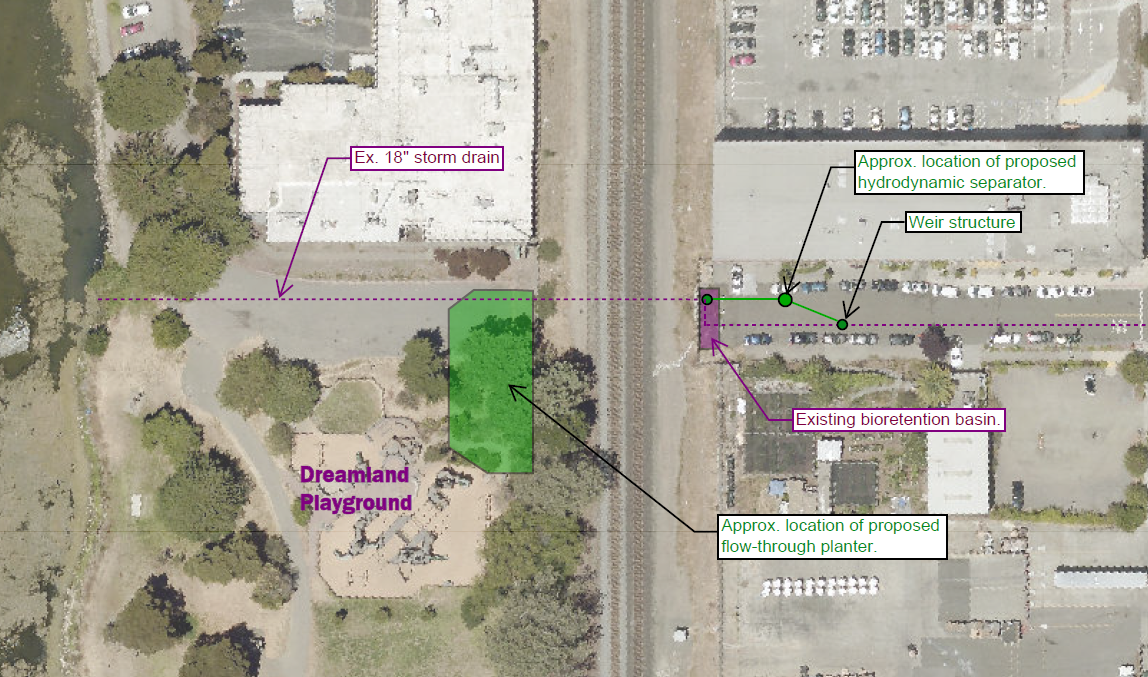 Ex. 18" storm drain
Approx. location of proposed
hydrodynamic separator.
Weir structure
Existing bioretention basin.
Dreamland
Playground
Approx. location of proposed
flow-through planter.